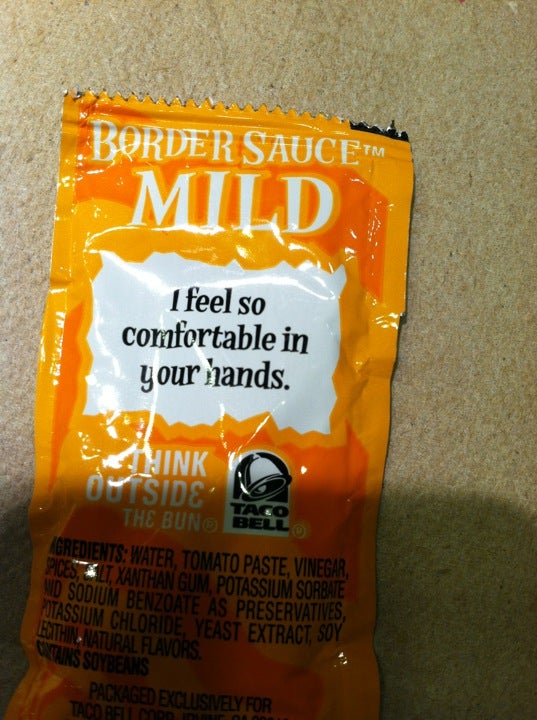 BORDER SAUCE™
MILD
I feel so
comfortable in
your hands.
THINK
OUTSIDE
THE BUN®
TACO
BELL®
INGREDIENTS: WATER, TOMATO PASTE, VINEGAR,
SPICES, SALT, XANTHAN GUM, POTASSIUM SORBATE
AND SODIUM BENZOATE AS PRESERVATIVES,
POTASSIUM CHLORIDE, YEAST EXTRACT, SOY
LECITHIN, NATURAL FLAVORS.
CONTAINS SOYBEANS
PACKAGED EXCLUSIVELY FOR
TACO BELL CORP. IRVINE, CA